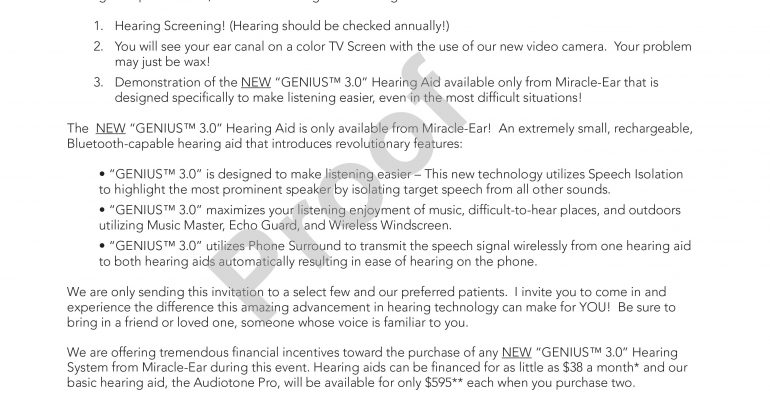 1. Hearing Screening! (Hearing should be checked annually!)
2. You will see your ear canal on a color TV Screen with the use of our new video camera.  Your problem
may just be wax!
3. Demonstration of the NEW “GENIUS™ 3.0” Hearing Aid available only from Miracle-Ear that is
designed specifically to make listening easier, even in the most difficult situations!
The  NEW “GENIUS™ 3.0” Hearing Aid is only available from Miracle-Ear!  An extremely small, rechargeable,
Bluetooth-capable hearing aid that introduces revolutionary features:
• “GENIUS™ 3.0” is designed to make listening easier – This new technology utilizes Speech Isolation
to highlight the most prominent speaker by isolating target speech from all other sounds.
• “GENIUS™ 3.0” maximizes your listening enjoyment of music, difficult-to-hear places, and outdoors
utilizing Music Master, Echo Guard, and Wireless Windscreen.
• “GENIUS™ 3.0” utilizes Phone Surround to transmit the speech signal wirelessly from one hearing aid
to both hearing aids automatically resulting in ease of hearing on the phone.
We are only sending this invitation to a select few and our preferred patients.  I invite you to come in and
experience the difference this amazing advancement in hearing technology can make for YOU!  Be sure to
bring in a friend or loved one, someone whose voice is familiar to you.
We are offering tremendous financial incentives toward the purchase of any NEW “GENIUS™ 3.0” Hearing
System from Miracle-Ear during this event. Hearing aids can be financed for as little as $38 a month* and our
basic hearing aid, the Audiotone Pro, will be available for only $595** each when you purchase two.
Proof